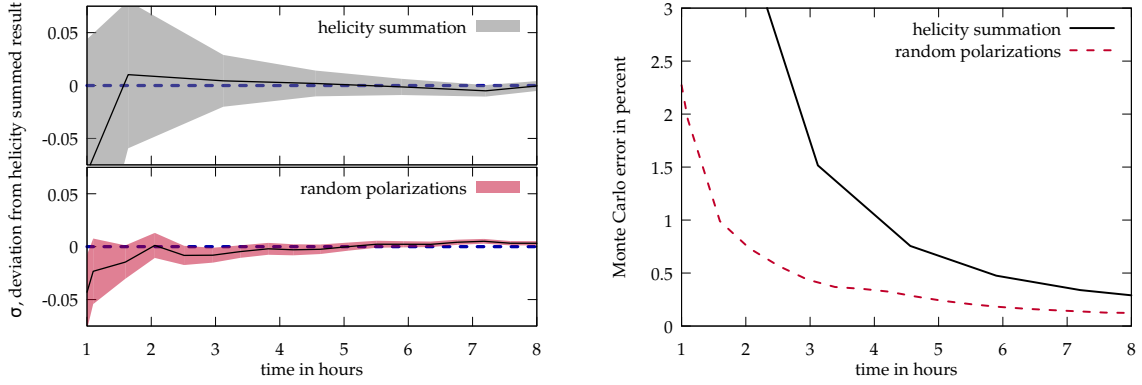 σ, deviation from helicity summed result
0.05
0
-0.05
helicity summation
0.05
0
-0.05
random polarizations
1 2 3 4 5 6 7 8
time in hours
Monte Carlo error in percent
3
2.5
2
1.5
1
0.5
0
helicity summation
random polarizations
1 2 3 4 5 6 7 8
time in hours